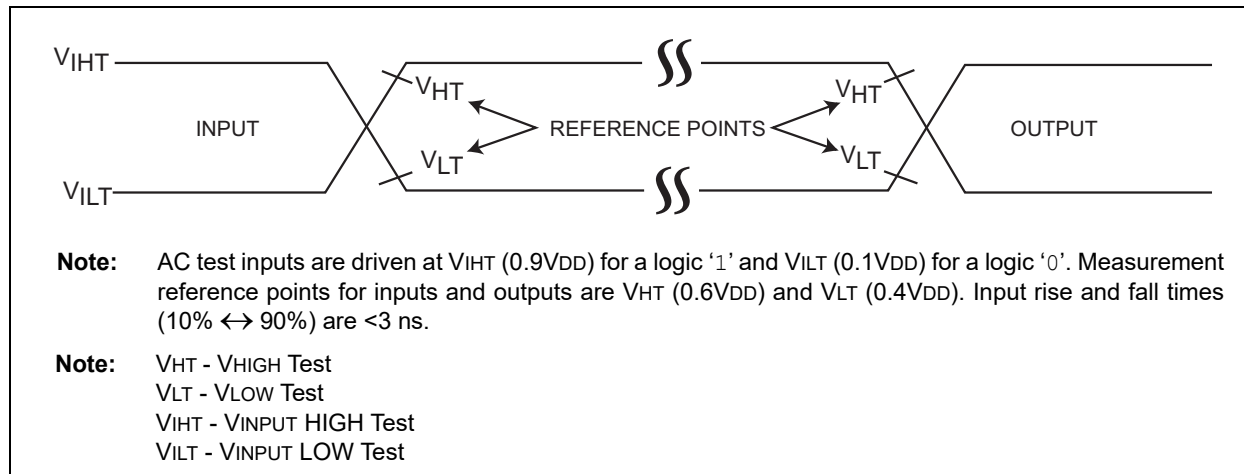 VIHT
VHT
VHT
INPUT
REFERENCE POINTS
OUTPUT
VLT
VLT
VILT
Note: AC test inputs are driven at VIHT (0.9VDD) for a logic ‘1’ and VILT (0.1VDD) for a logic ‘0’. Measurement
reference points for inputs and outputs are VHT (0.6VDD) and VLT (0.4VDD). Input rise and fall times
(10% ↔ 90%) are <3 ns.
Note: VHT - VHIGH Test
VLT - VLOW Test
VIHT - VINPUT HIGH Test
VILT - VINPUT LOW Test